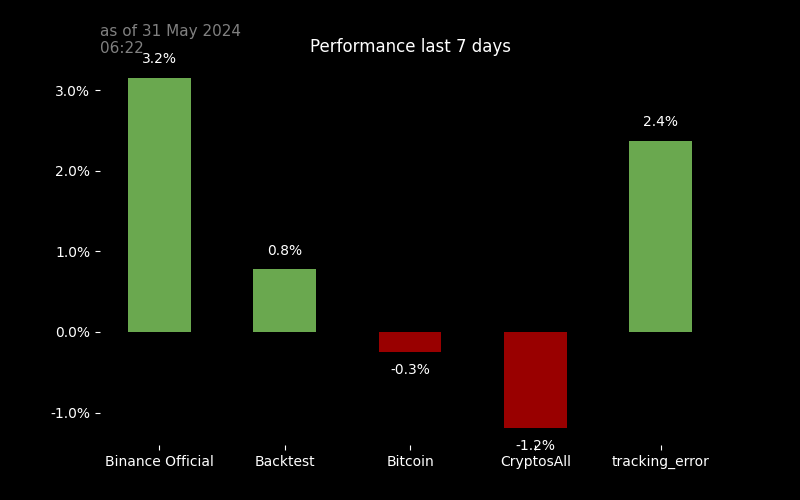 as of 31 May 2024
06:22
Performance last 7 days
3.2%
3.0%
2.4%
2.0%
1.0%
0.8%
0.0%
-0.3%
-1.0%
-1.2%
Binance Official
Backtest
Bitcoin
CryptosAll
tracking_error